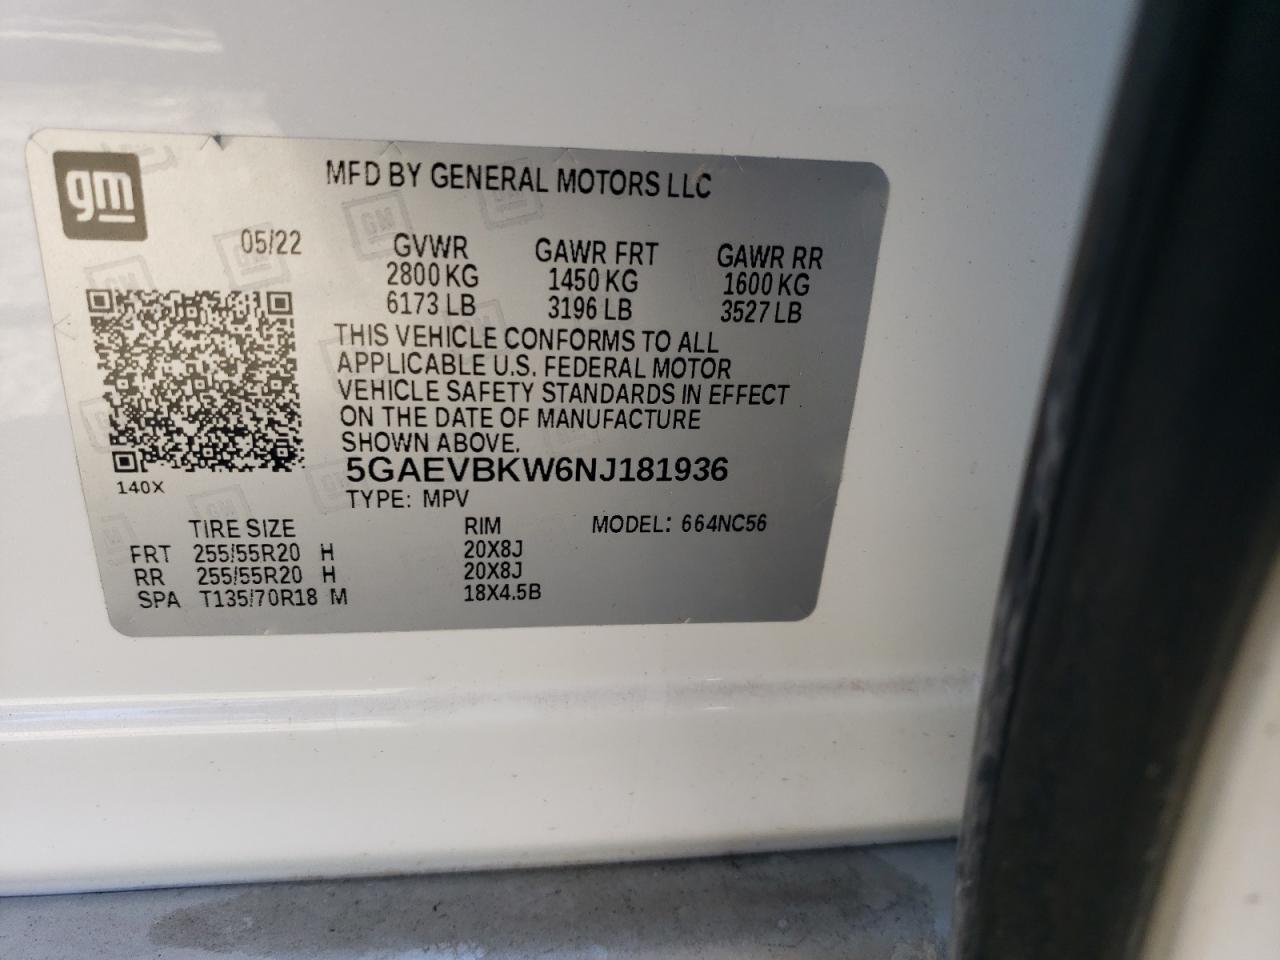 gm
MFD BY GENERAL MOTORS LLC
05/22 GVWR GAWR FRT GAWR RR
2800 KG 1450 KG 1600 KG
6173 LB 3196 LB 3527 LB
THIS VEHICLE CONFORMS TO ALL
APPLICABLE U.S. FEDERAL MOTOR
VEHICLE SAFETY STANDARDS IN EFFECT
ON THE DATE OF MANUFACTURE
SHOWN ABOVE.
140X
5GAEVBKW6NJ181936
TYPE: MPV
TIRE SIZE RIM MODEL: 664NC56
FRT 255/55R20 H 20X8J
RR 255/55R20 H 20X8J
SPA T135/70R18 M 18X4.5B